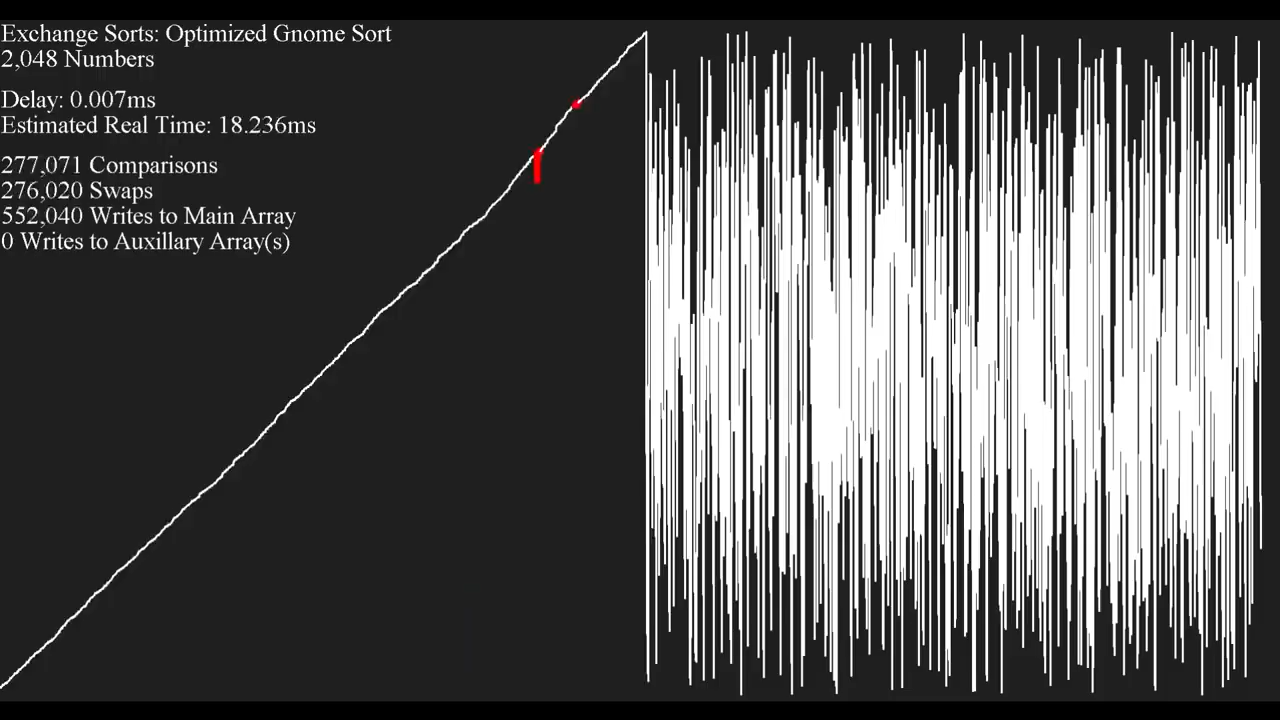 Exchange Sorts: Optimized Gnome Sort
2,048 Numbers
Delay: 0.007ms
Estimated Real Time: 18.236ms
277,071 Comparisons
276,020 Swaps
552,040 Writes to Main Array
0 Writes to Auxillary Array(s)